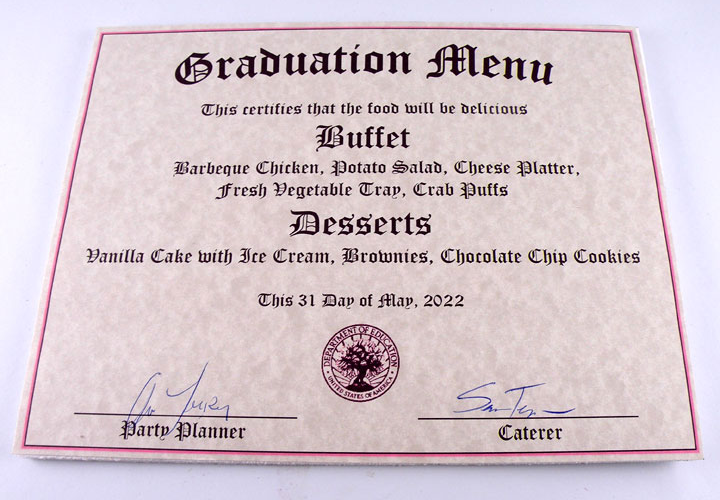 Graduation Menu
This certifies that the food will be delicious
Buffet
Barbeque Chicken, Potato Salad, Cheese Platter,
Fresh Vegetable Tray, Crab Puffs
Desserts
Vanilla Cake with Ice Cream, Brownies, Chocolate Chip Cookies
This 31 Day of May, 2022
DEPARTMENT OF EDUCATION
UNITED STATES OF AMERICA
Party Planner
Caterer